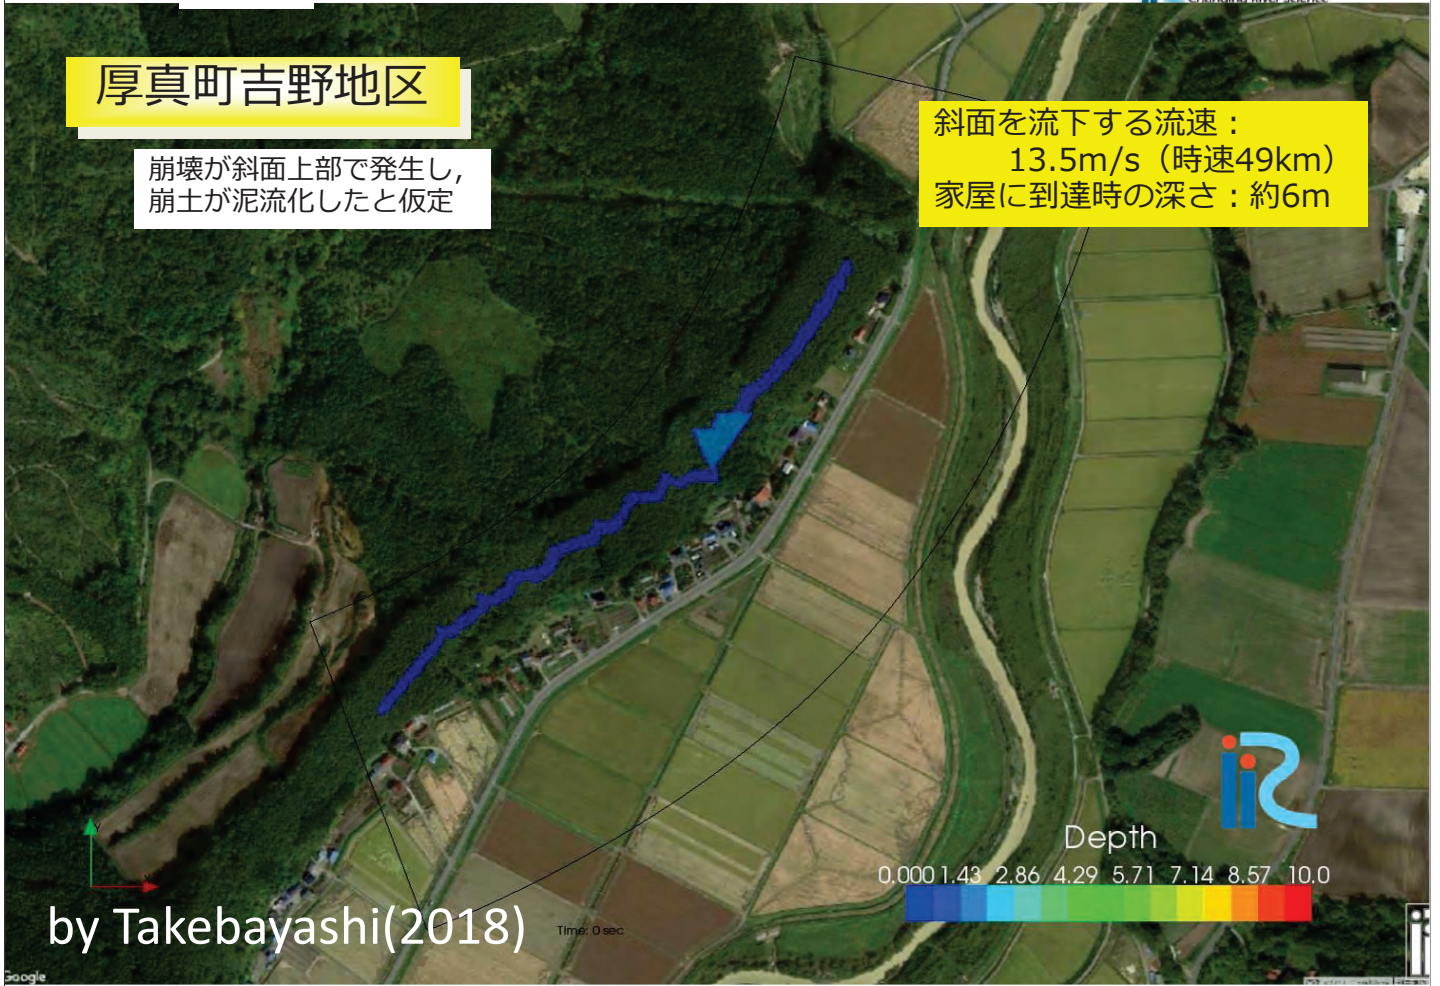 Changing River Science
厚真町吉野地区
崩壊が斜面上部で発生し,
崩土が泥流化したと仮定
斜面を流下する流速：
13.5m/s（時速49km）
家屋に到達時の深さ：約6m
iRIC
Depth
0.000 1.43 2.86 4.29 5.71 7.14 8.57 10.0
Y
X
by Takebayashi(2018)
Time: 0 sec
Google